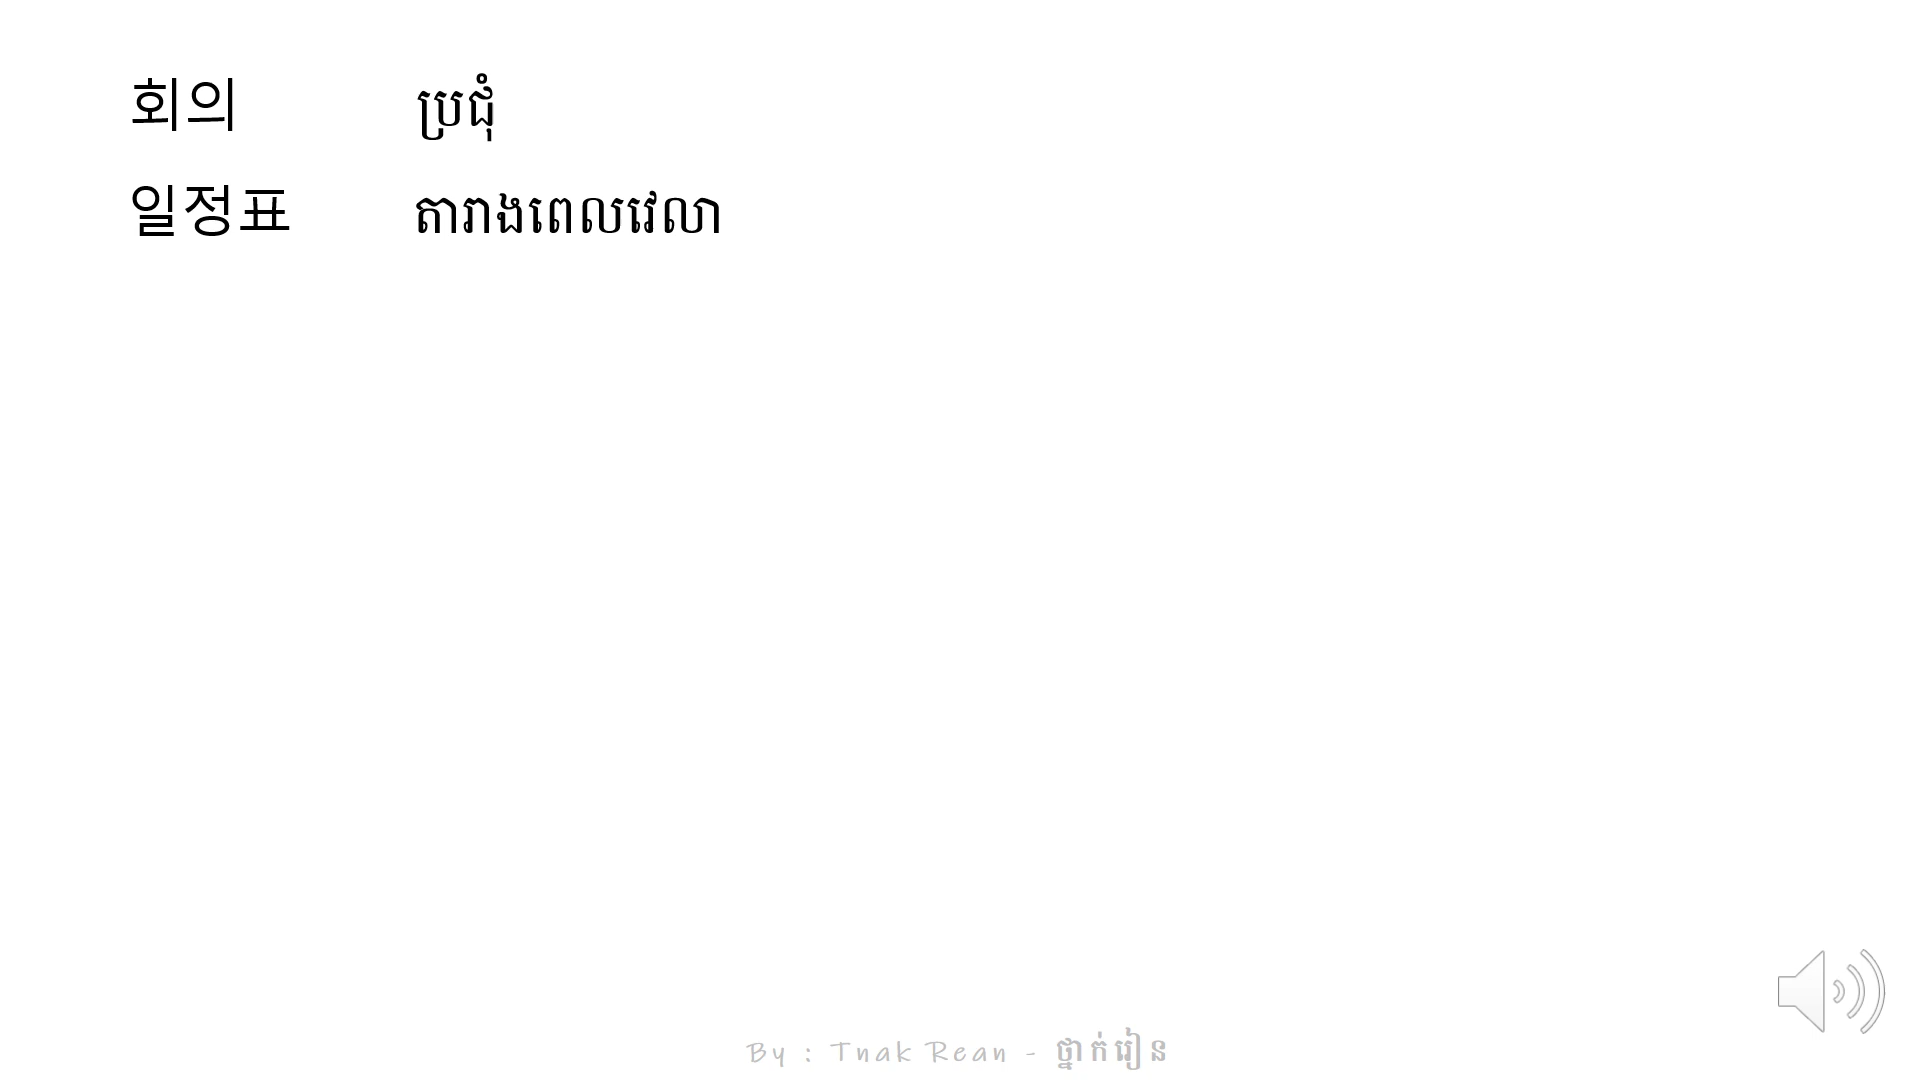 회의 ប្រជុំ
일정표 តារាងពេលវេលា
By : Tnak Rean - ថ្នាក់រៀន